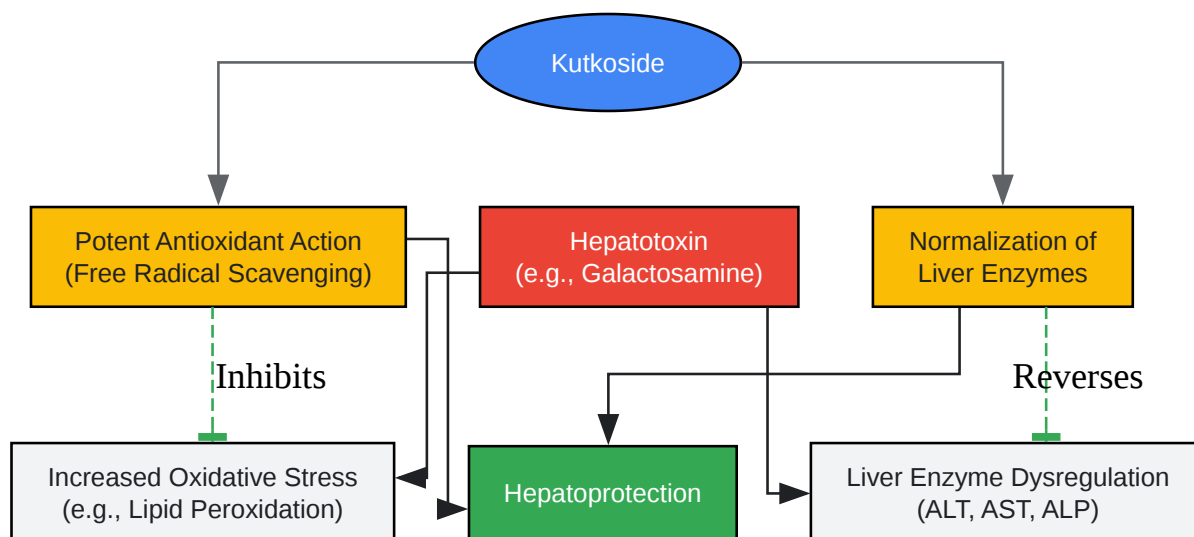 Kutkoside
Potent Antioxidant Action
(Free Radical Scavenging)
Hepatotoxin
(e.g., Galactosamine)
Normalization of
Liver Enzymes
Inhibits
Reverses
Increased Oxidative Stress
(e.g., Lipid Peroxidation)
Hepatoprotection
Liver Enzyme Dysregulation
(ALT, AST, ALP)